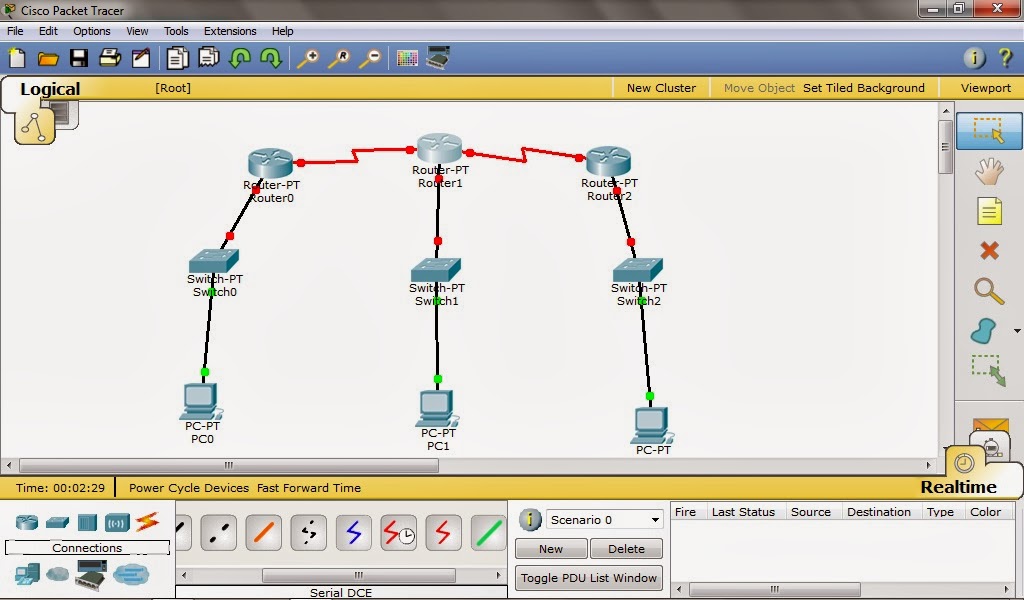 Cisco Packet Tracer
File Edit Options View Tools Extensions Help
Logical [Root] New Cluster Move Object Set Tiled Background Viewport
Router-PT
Router0
Router-PT
Router1
Router-PT
Router2
Switch-PT
Switch0
Switch-PT
Switch1
Switch-PT
Switch2
PC-PT
PC0
PC-PT
PC1
PC-PT
Time: 00:02:29 Power Cycle Devices Fast Forward Time Realtime
Connections
Serial DCE
Scenario 0
New Delete
Toggle PDU List Window
Fire Last Status Source Destination Type Color